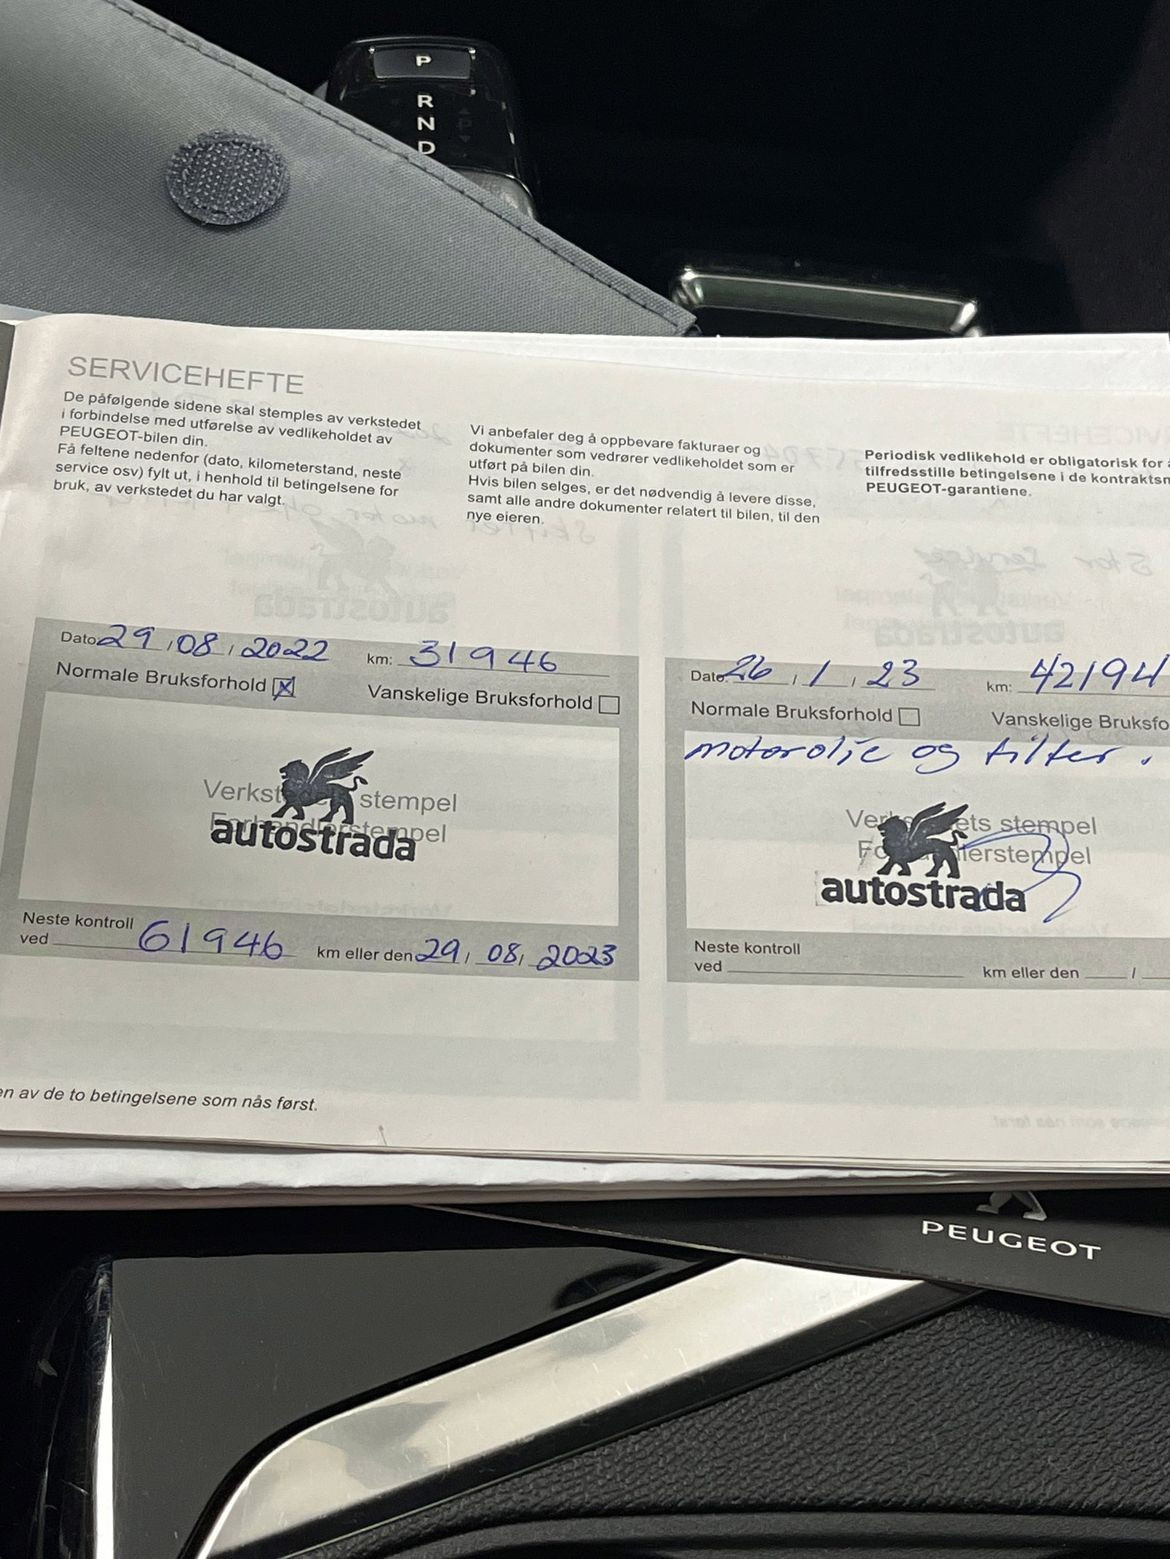 P
R
N
D
SERVICEHEFTE
De påfølgende sidene skal stemples av verkstedet
i forbindelse med utførelse av vedlikeholdet av
PEUGEOT-bilen din.
Få feltene nedenfor (dato, kilometerstand, neste
service osv) fylt ut, i henhold til betingelsene for
bruk, av verkstedet du har valgt.
Vi anbefaler deg å oppbevare fakturaer og
dokumenter som vedrører vedlikeholdet som er
utført på bilen din.
Hvis bilen selges, er det nødvendig å levere disse,
samt alle andre dokumenter relatert til bilen, til den
nye eieren.
Periodisk vedlikehold er obligatorisk for
tilfredsstille betingelsene i de kontraktsm
PEUGEOT-garantiene.
Dato 29 / 08 / 2022 km: 31946
Normale Bruksforhold ☒ Vanskelige Bruksforhold ☐
stempel
autostrada
Neste kontroll
ved 61946 km eller den 29 / 08 / 2023
Dato: 26 / 1 / 23 km: 42194
Normale Bruksforhold ☐ Vanskelige Bruksfo
motorolje og filter.
ets stempel
autostrada
Neste kontroll
ved km eller den /
en av de to betingelsene som nås først.
PEUGEOT